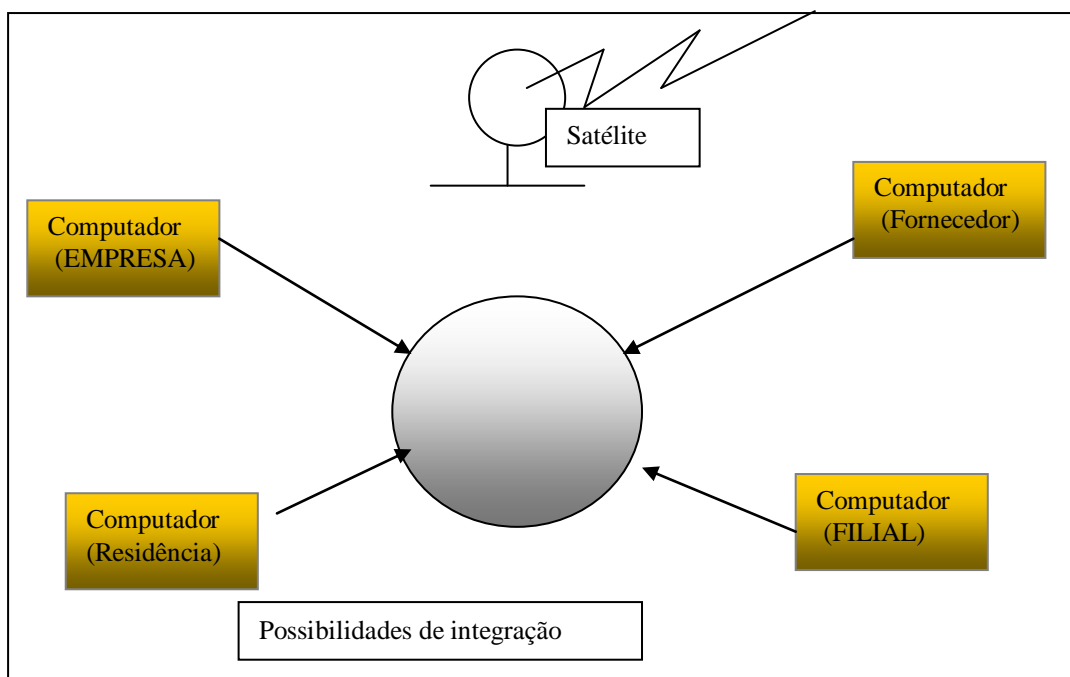 Satélite
Computador
(EMPRESA)
Computador
(Fornecedor)
Computador
(Residência)
Computador
(FILIAL)
Possibilidades de integração